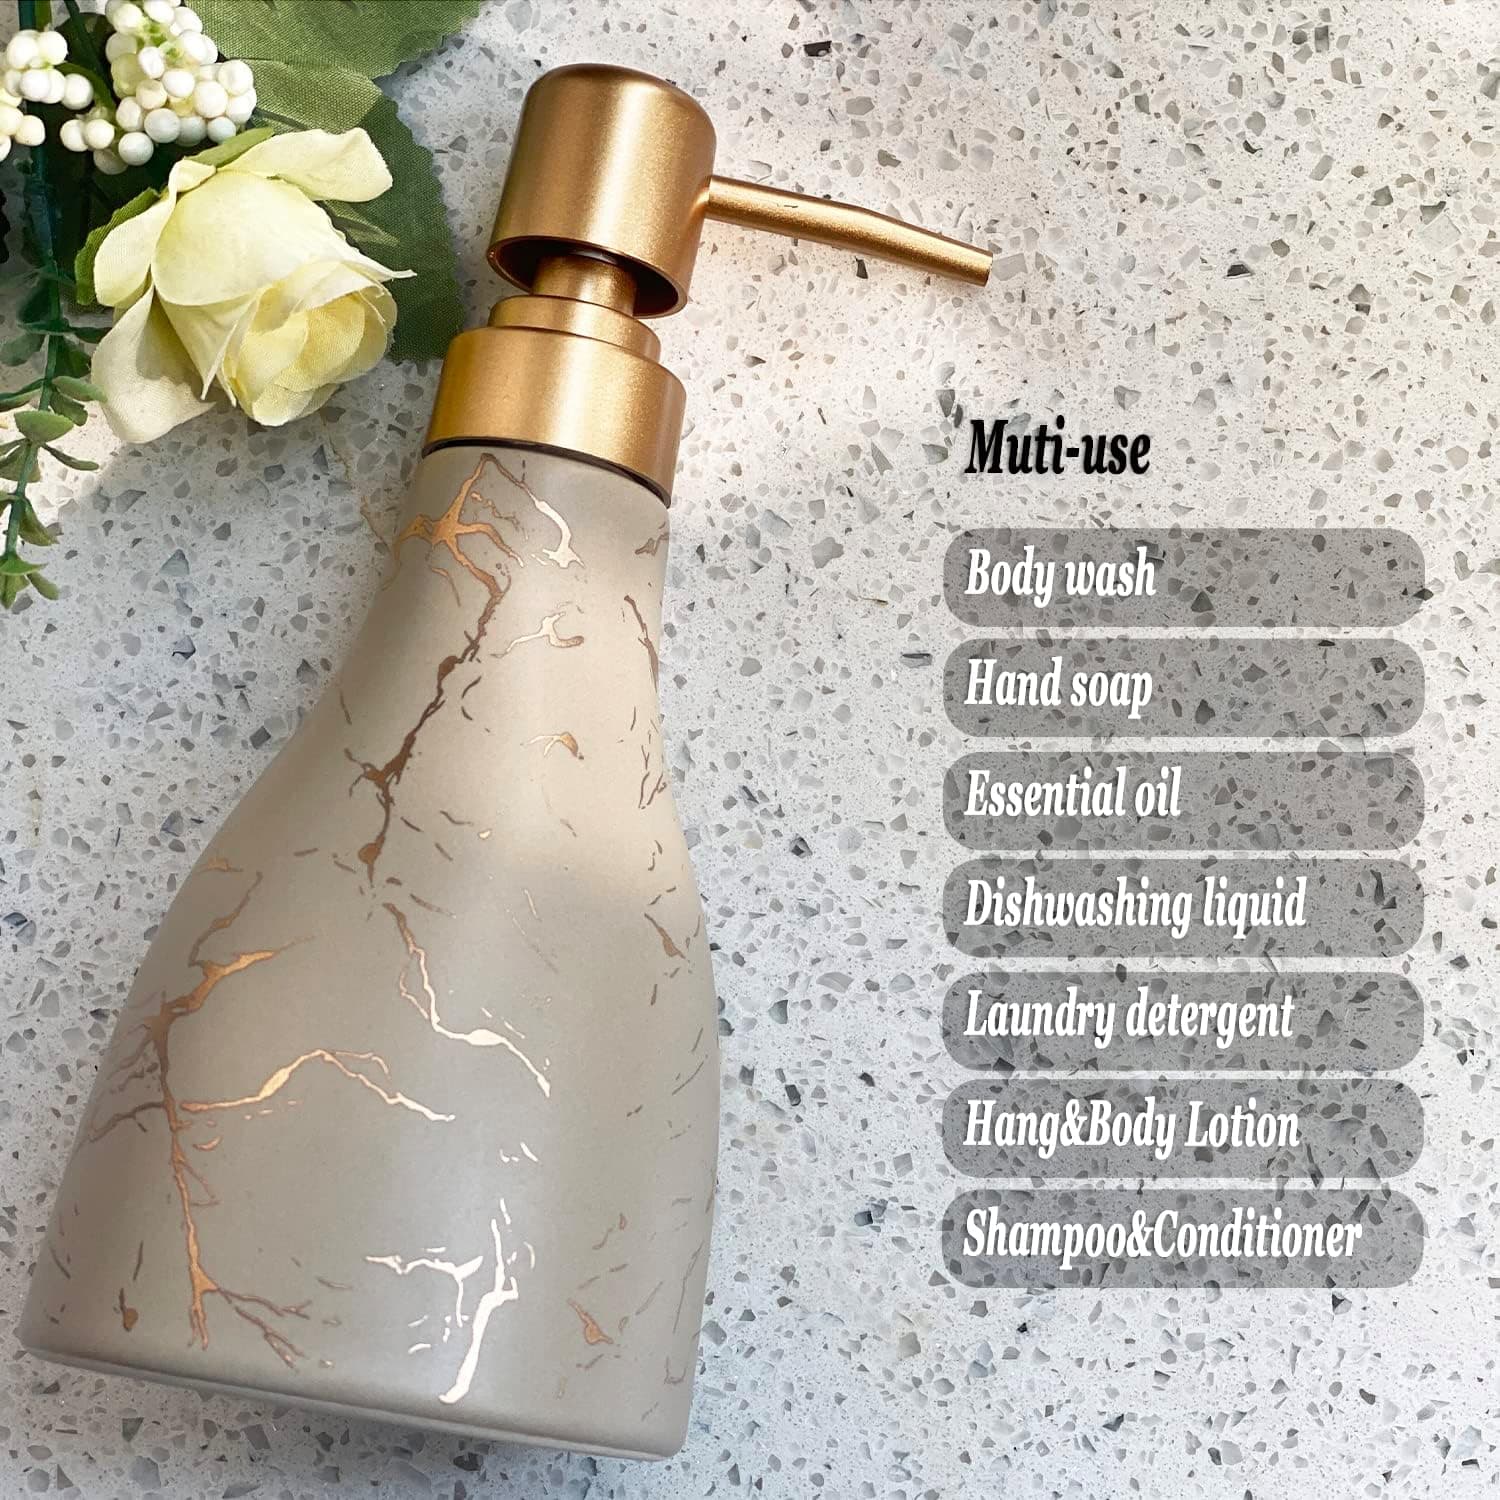 Muti-use
Body wash
Hand soap
Essential oil
Dishwashing liquid
Laundry detergent
Hang&Body Lotion
Shampoo&Conditioner